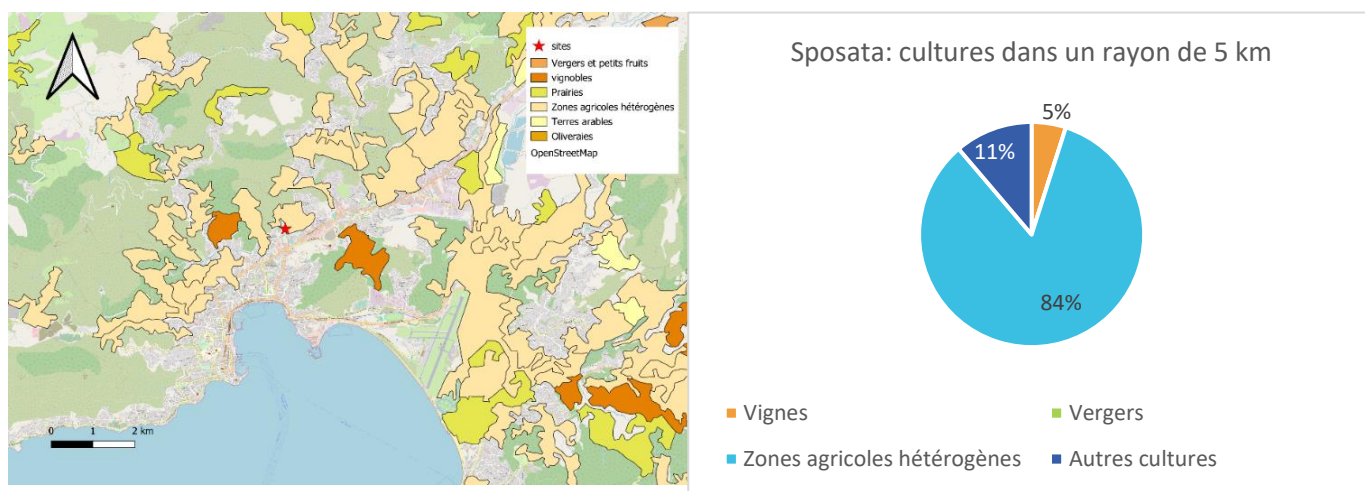 sites
Vergers et petits fruits
vignobles
Prairies
Zones agricoles hétérogènes
Terres arables
Oliveraies
OpenStreetMap
0 1 2 km
Sposata: cultures dans un rayon de 5 km
5%
11%
84%
Vignes
Vergers
Zones agricoles hétérogènes
Autres cultures